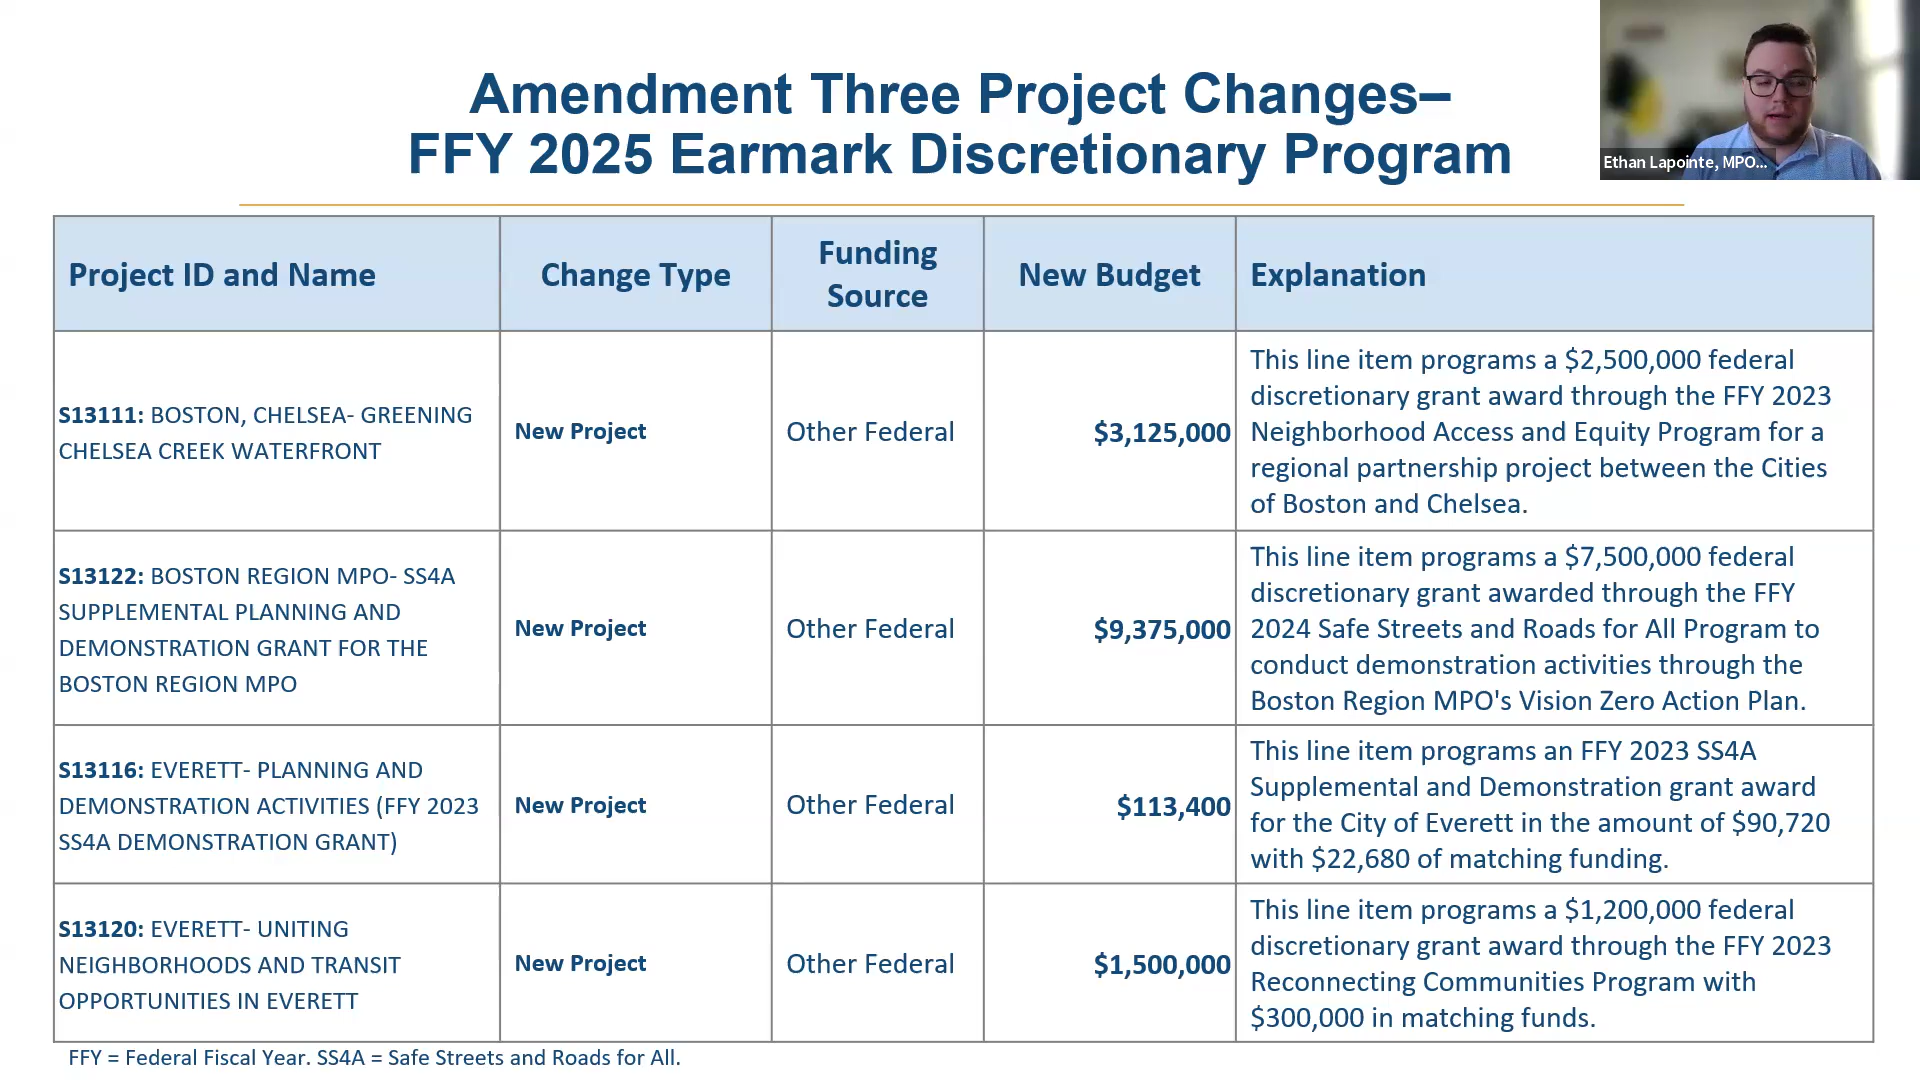 Amendment Three Project Changes–
FFY 2025 Earmark Discretionary Program
Ethan Lapointe, MPO...
Project ID and Name
Change Type
Funding
Source
New Budget
Explanation
S13111: BOSTON, CHELSEA- GREENING
CHELSEA CREEK WATERFRONT
New Project
Other Federal
$3,125,000
This line item programs a $2,500,000 federal
discretionary grant award through the FFY 2023
Neighborhood Access and Equity Program for a
regional partnership project between the Cities
of Boston and Chelsea.
S13122: BOSTON REGION MPO- SS4A
SUPPLEMENTAL PLANNING AND
DEMONSTRATION GRANT FOR THE
BOSTON REGION MPO
New Project
Other Federal
$9,375,000
This line item programs a $7,500,000 federal
discretionary grant awarded through the FFY
2024 Safe Streets and Roads for All Program to
conduct demonstration activities through the
Boston Region MPO's Vision Zero Action Plan.
S13116: EVERETT- PLANNING AND
DEMONSTRATION ACTIVITIES (FFY 2023
SS4A DEMONSTRATION GRANT)
New Project
Other Federal
$113,400
This line item programs an FFY 2023 SS4A
Supplemental and Demonstration grant award
for the City of Everett in the amount of $90,720
with $22,680 of matching funding.
S13120: EVERETT- UNITING
NEIGHBORHOODS AND TRANSIT
OPPORTUNITIES IN EVERETT
New Project
Other Federal
$1,500,000
This line item programs a $1,200,000 federal
discretionary grant award through the FFY 2023
Reconnecting Communities Program with
$300,000 in matching funds.
FFY = Federal Fiscal Year. SS4A = Safe Streets and Roads for All.